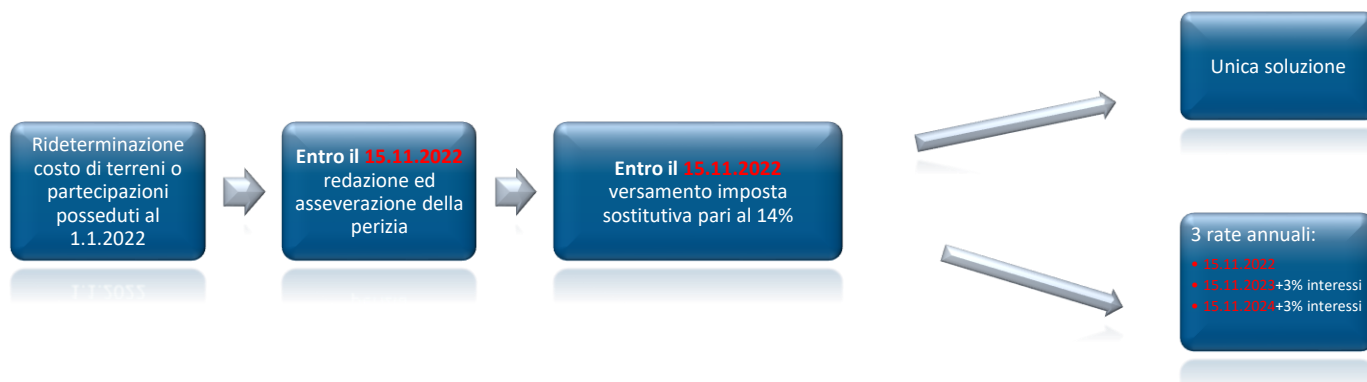 Rideterminazione
costo di terreni o
partecipazioni
posseduti al
1.1.2022
Entro il 15.11.2022
redazione ed
asseverazione della
perizia
Entro il 15.11.2022
versamento imposta
sostitutiva pari al 14%
Unica soluzione
3 rate annuali:
• 15.11.2022
• 15.11.2023+3% interessi
• 15.11.2024+3% interessi